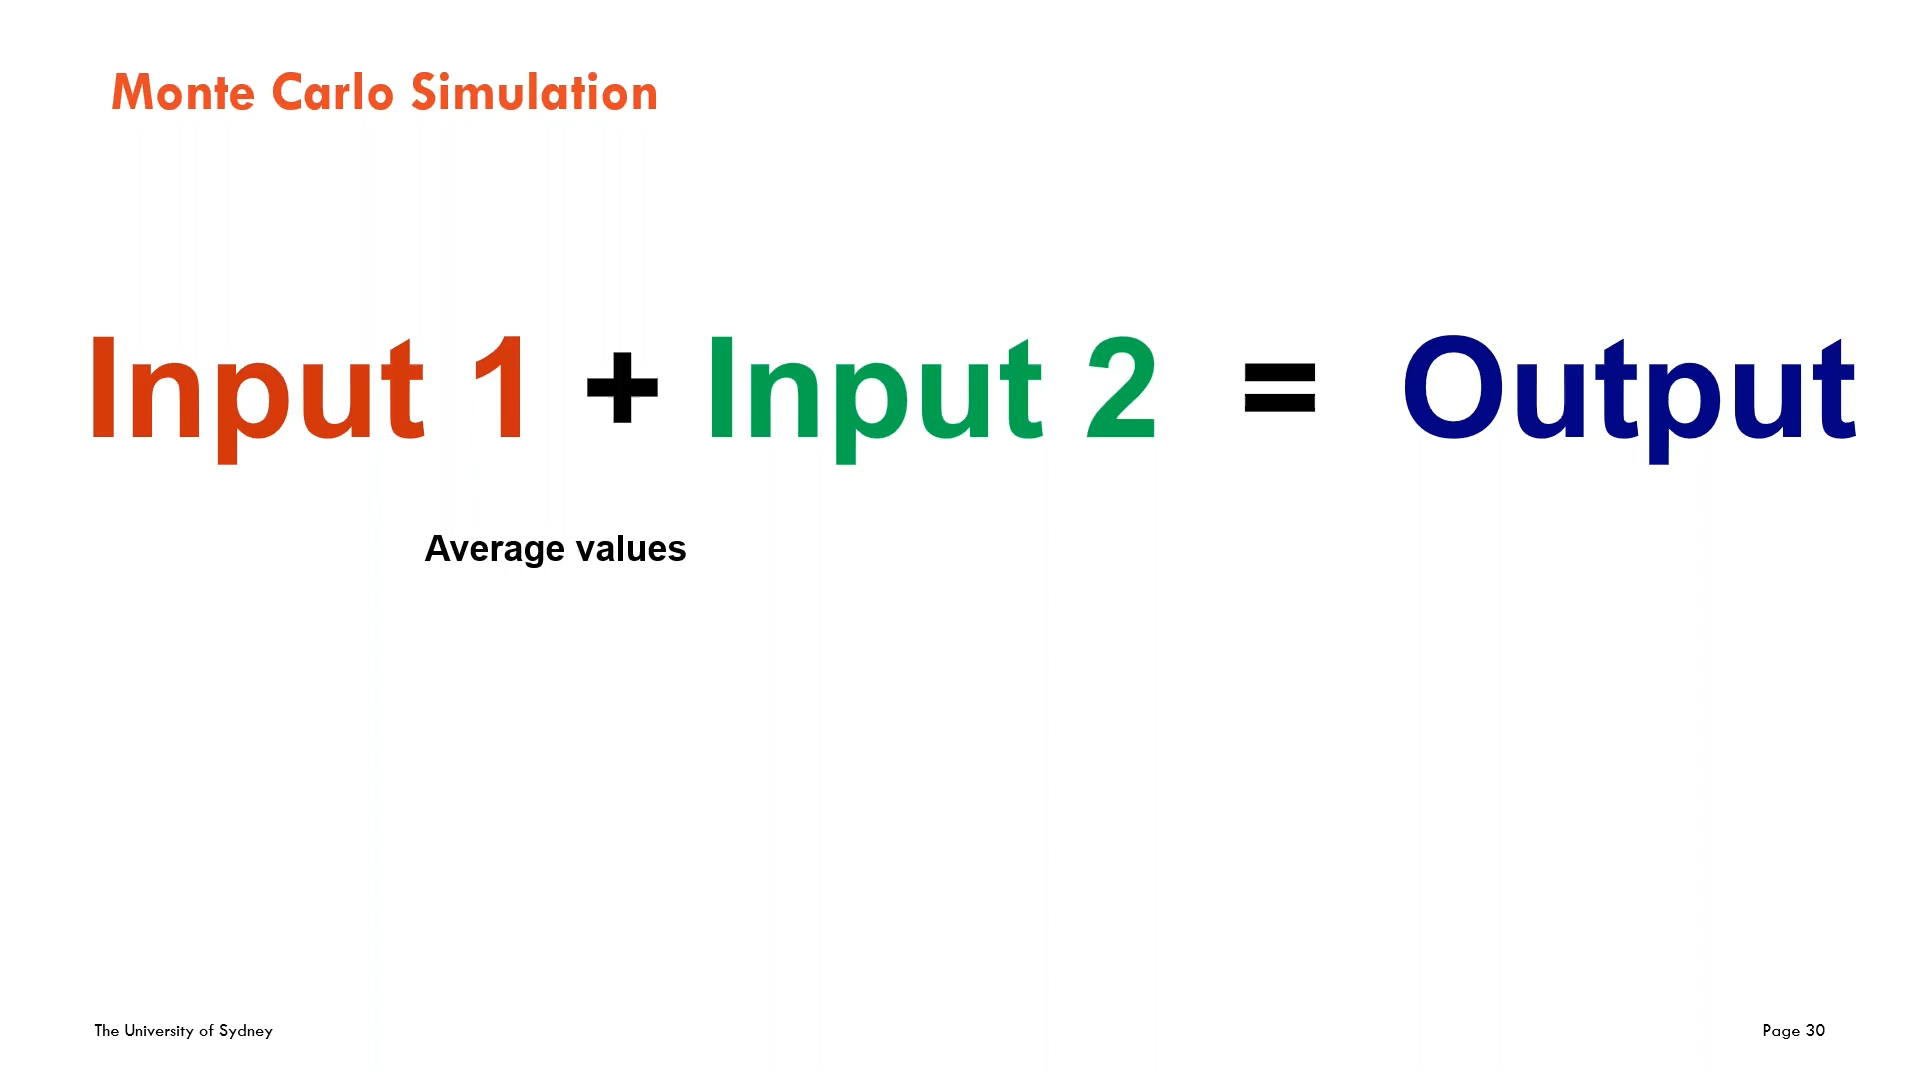 Monte Carlo Simulation
Input 1 + Input 2 = Output
Average values
The University of Sydney
Page 30